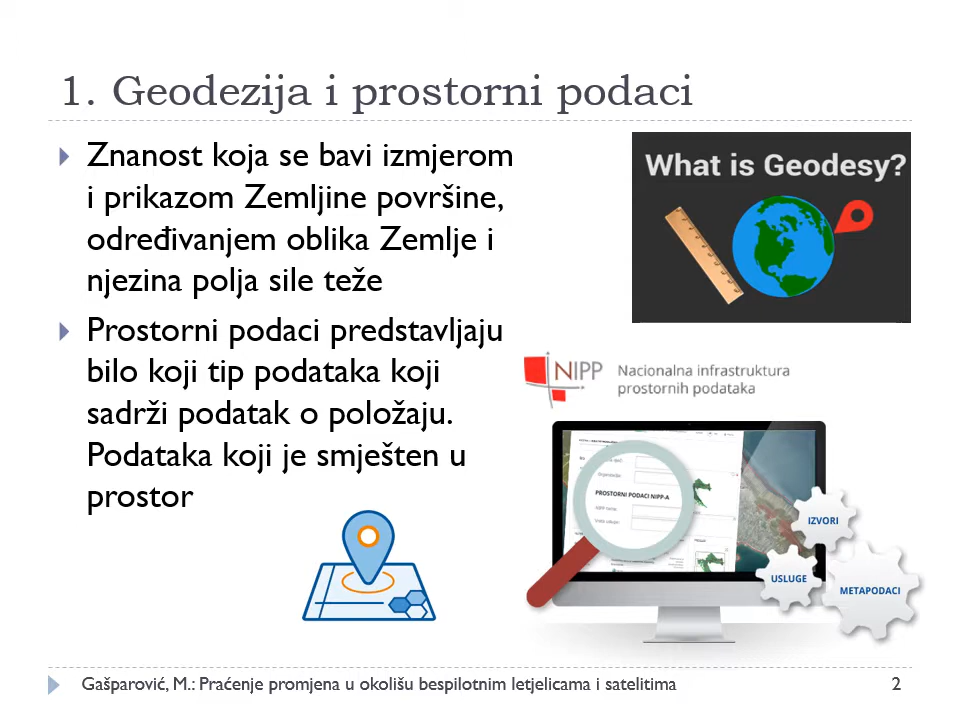 1. Geodezija i prostorni podaci
Znanost koja se bavi izmjerom
i prikazom Zemljine površine,
određivanjem oblika Zemlje i
njezina polja sile teže
Prostorni podaci predstavljaju
bilo koji tip podataka koji
sadrži podatak o položaju.
Podataka koji je smješten u
prostor
What is Geodesy?
NIPP
Nacionalna infrastruktura
prostornih podataka
PROSTORNI PODACI NIPP-A
IZVORI
USLUGE
METAPODACI
Gašparović, M.: Praćenje promjena u okolišu bespilotnim letjelicama i satelitima
2